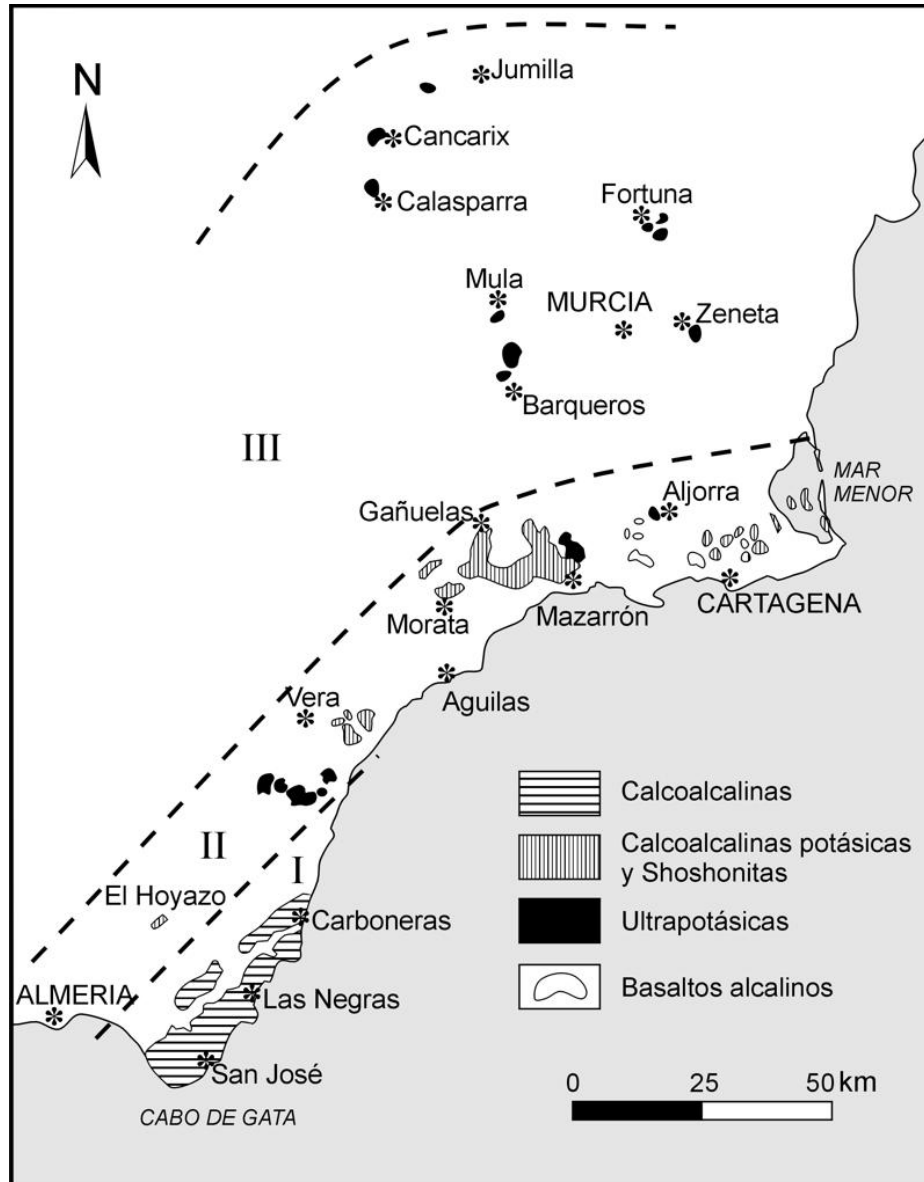 N
Jumilla
Cancarix
Calasparra
Fortuna
Mula
MURCIA
Zeneta
Barqueros
III
MAR
MENOR
Gañuelas
Aljorra
Morata
Mazarrón
CARTAGENA
Aguilas
Vera
II
I
El Hoyazo
Carboneras
ALMERIA
Las Negras
San José
CABO DE GATA
Calcoalcalinas
Calcoalcalinas potásicas
y Shoshonitas
Ultrapotásicas
Basaltos alcalinos
0 25 50 km